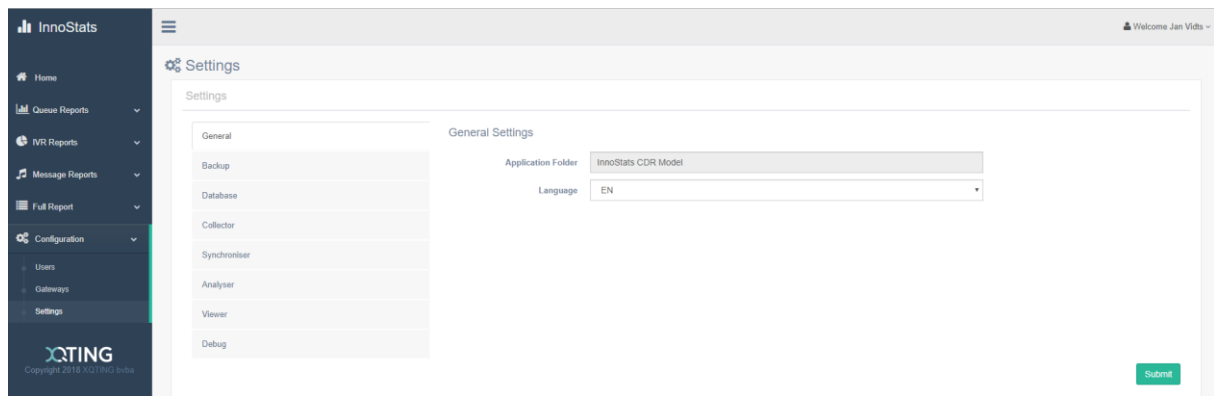 InnoStats
Welcome Jan Vidts
Settings
Home
Queue Reports
IVR Reports
Message Reports
Full Report
Configuration
Users
Gateways
Settings
XQTING
Copyright 2018 XQTING bvba
Settings
General
Backup
Database
Collector
Synchroniser
Analyser
Viewer
Debug
General Settings
Application Folder InnoStats CDR Model
Language EN
Submit